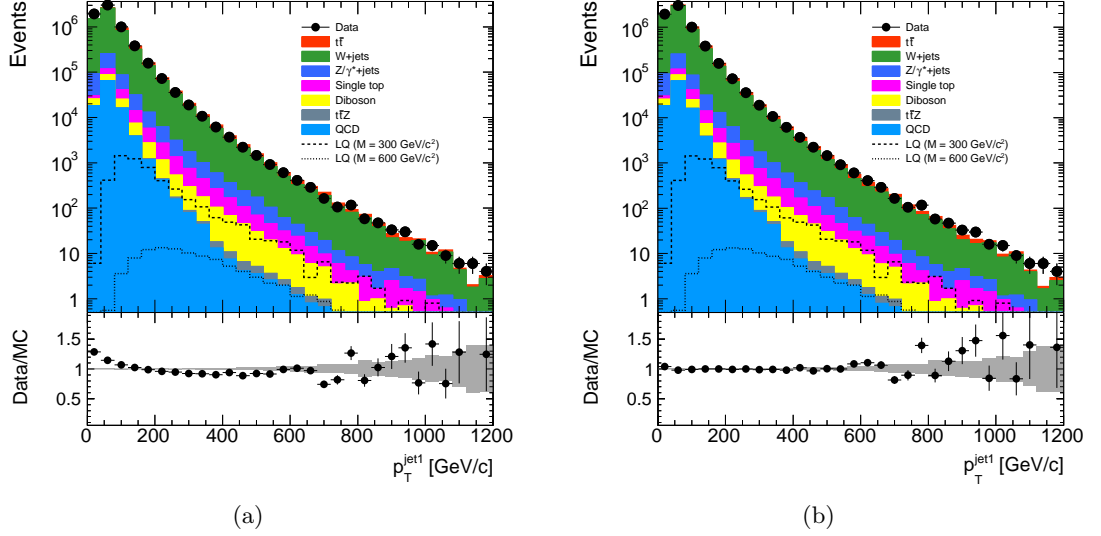 Events
10⁶
10⁵
10⁴
10³
10²
10
1
Data
tt̄
W+jets
Z/γ*+jets
Single top
Diboson
tt̄Z
QCD
LQ (M = 300 GeV/c²)
LQ (M = 600 GeV/c²)
Data/MC
1.5
1
0.5
0 200 400 600 800 1000 1200
p_T^jet1 [GeV/c]
(a)
Events
10⁶
10⁵
10⁴
10³
10²
10
1
Data
tt̄
W+jets
Z/γ*+jets
Single top
Diboson
tt̄Z
QCD
LQ (M = 300 GeV/c²)
LQ (M = 600 GeV/c²)
Data/MC
1.5
1
0.5
0 200 400 600 800 1000 1200
p_T^jet1 [GeV/c]
(b)